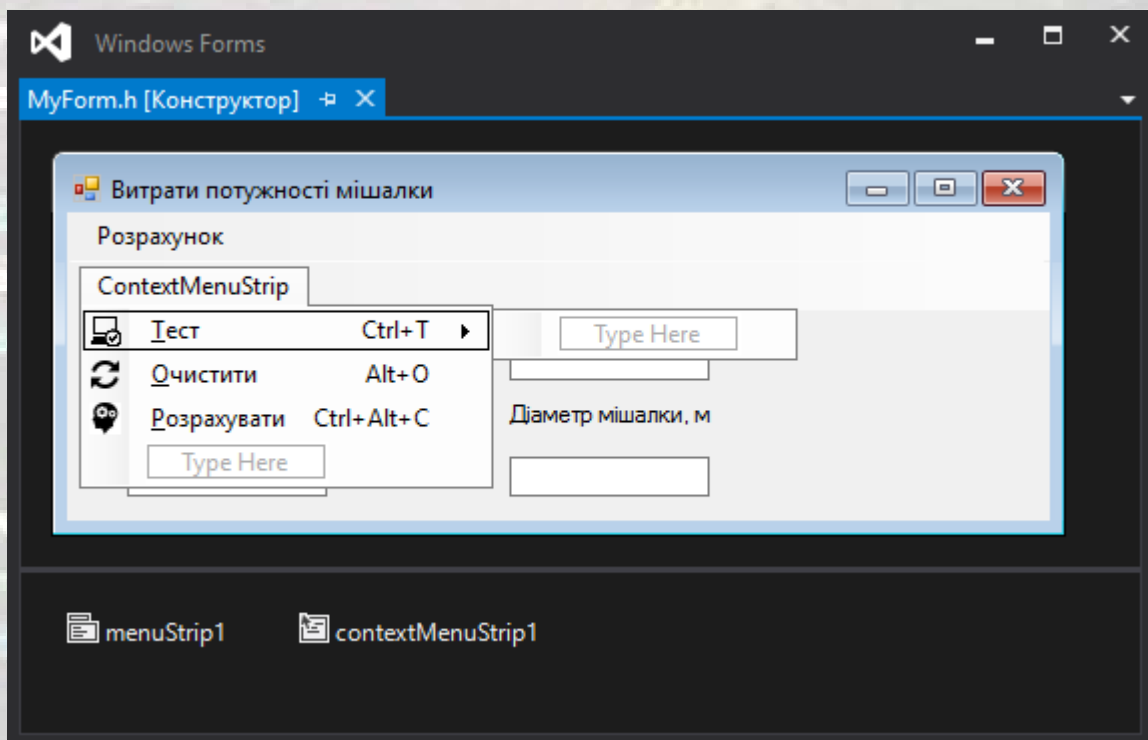 Windows Forms
MyForm.h [Конструктор]
Витрати потужності мішалки
Розрахунок
ContextMenuStrip
Тест Ctrl+T Type Here
Очистити Alt+O
Розрахувати Ctrl+Alt+C Діаметр мішалки, м
Type Here
menuStrip1 contextMenuStrip1